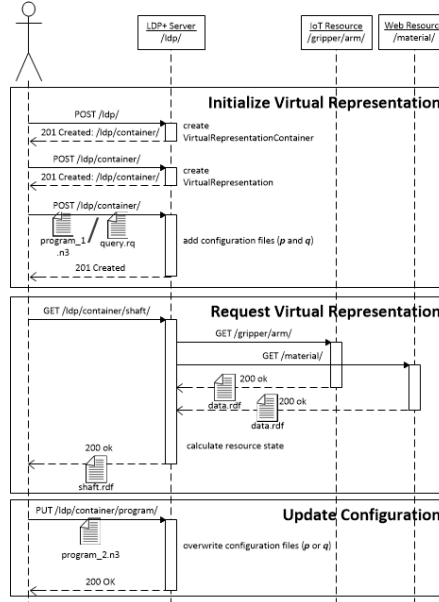 LDP+ Server
/ldp/
IoT Resource
/gripper/arm/
Web Resourc
/material/
Initialize Virtual Representation
POST /ldp/
201 Created: /ldp/container/
create
VirtualRepresentationContainer
POST /ldp/container/
201 Created: /ldp/container/
create
VirtualRepresentation
POST /ldp/container/
program_1
.n3
/
query.rq
add configuration files (p and q)
201 Created
Request Virtual Representation
GET /ldp/container/shaft/
GET /gripper/arm/
GET /material/
200 ok
data.rdf
200 ok
data.rdf
200 ok
calculate resource state
shaft.rdf
Update Configuration
PUT /ldp/container/program/
program_2.n3
overwrite configuration files (p or q)
200 OK